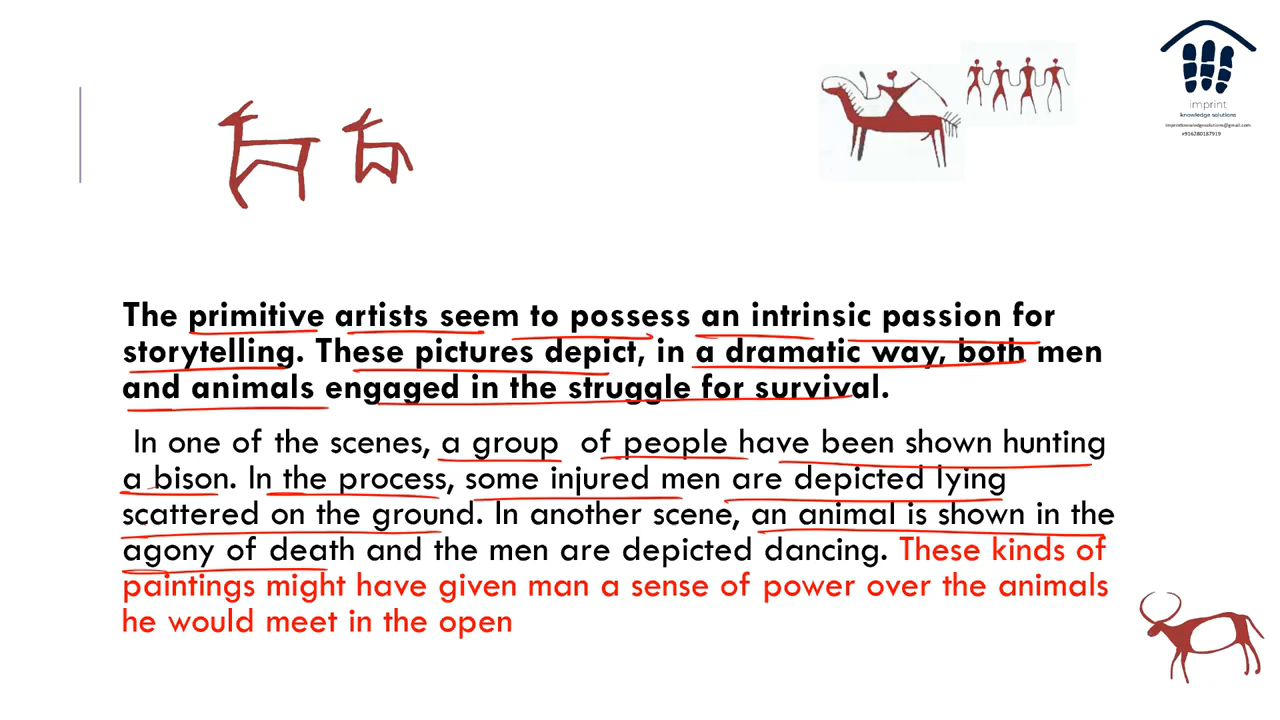 imprint
knowledge solutions
imprintknowledgesolutions@gmail.com
+916280187919
The primitive artists seem to possess an intrinsic passion for
storytelling. These pictures depict, in a dramatic way, both men
and animals engaged in the struggle for survival.
In one of the scenes, a group of people have been shown hunting
a bison. In the process, some injured men are depicted lying
scattered on the ground. In another scene, an animal is shown in the
agony of death and the men are depicted dancing. These kinds of
paintings might have given man a sense of power over the animals
he would meet in the open